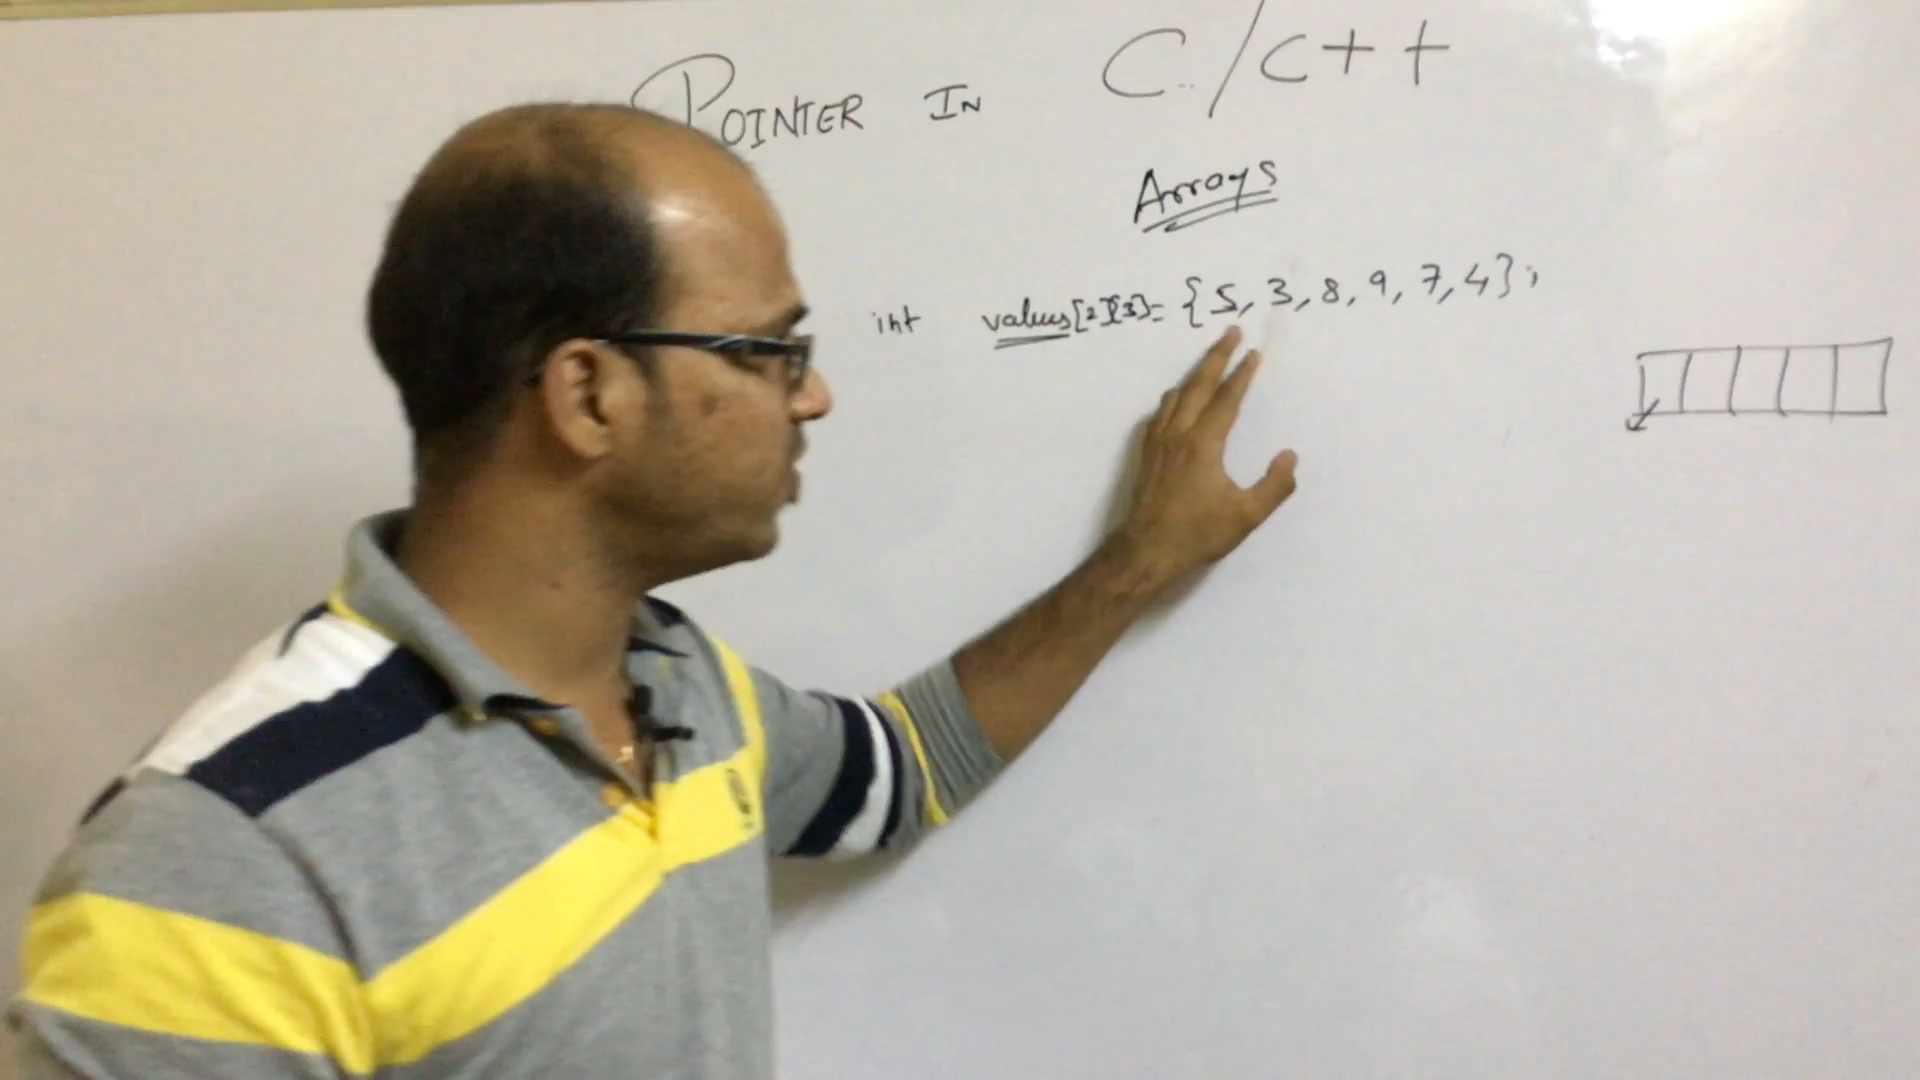 POINTER IN C/C++
Arrays
int values[2][3]= {5, 3, 8, 9, 7, 4};